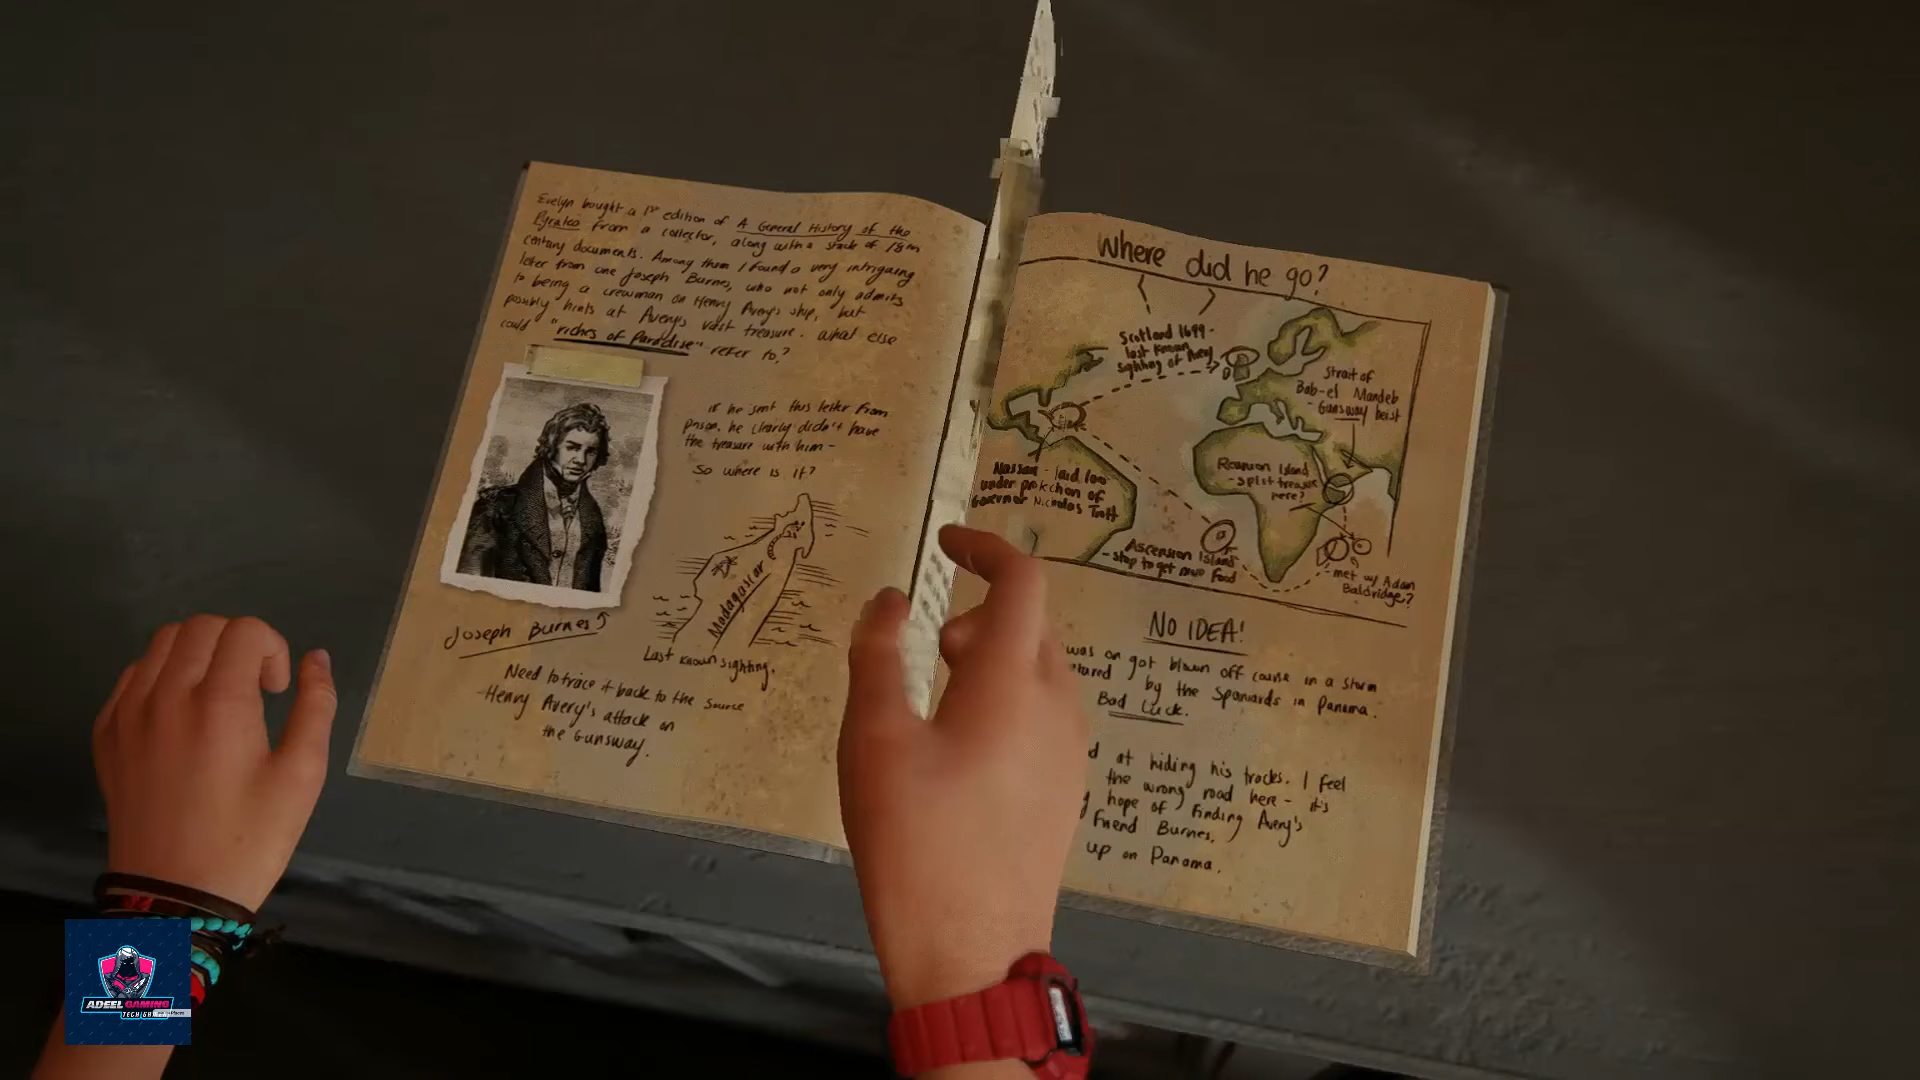 Evelyn bought a 1st edition of A General History of the
Pyrates from a collector, along with a stack of 18th
century documents. Among them I found a very intriguing
letter from one Joseph Burnes, who not only admits
to being a crewman on Henry Avery's ship, but
possibly hints at Avery's vast treasure. What else
could "riches of Paradise" refer to?
if he sent this letter from
prison, he clearly didn't have
the treasure with him -
So where is it?
Madagascar
Joseph Burnes
Last known sighting.
Need to trace it back to the source
-Henry Avery's attack on
the Gunsway.
Where did he go?
Scotland 1699 -
last known
sighting of Avery
Strait of
Bab-el Mandeb
- Gunsway heist
Reunion Island
- split treasure
here?
Nassau - laid low
under protection of
Governor Nicholas Trott
Ascension Island
- stop to get more food
- met w/ Adam
Baldridge?
NO IDEA!
was on got blown off course in a storm
by the Spaniards in Panama.
Bad Luck.
at hiding his tracks. I feel
the wrong road here - it's
hope of finding Avery's
friend Burnes.
up on Panama.
ADEEL GAMING